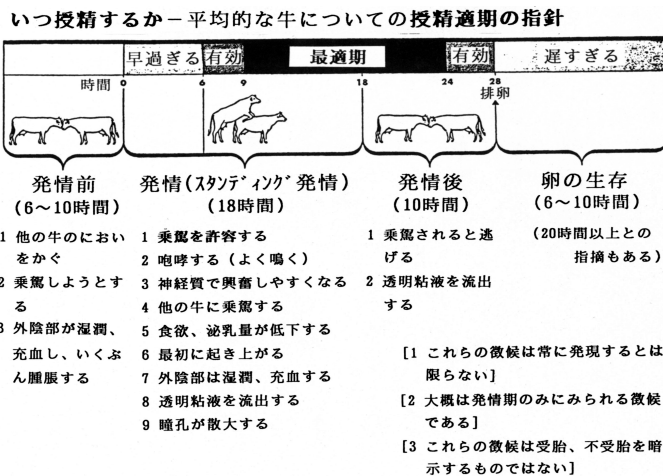 いつ授精するか－平均的な牛についての授精適期の指針
早過ぎる 有効 最適期 有効 遅すぎる
時間 0 6 9 18 24 28
排卵
発情前
(6～10時間)
1 他の牛のにおい
をかぐ
2 乗駕しようとす
る
3 外陰部が湿潤、
充血し、いくぶ
ん腫脹する
発情(ｽﾀﾝﾃﾞｨﾝｸﾞ発情)
(18時間)
1 乗駕を許容する
2 咆哮する（よく鳴く）
3 神経質で興奮しやすくなる
4 他の牛に乗駕する
5 食欲、泌乳量が低下する
6 最初に起き上がる
7 外陰部は湿潤、充血する
8 透明粘液を流出する
9 瞳孔が散大する
発情後
(10時間)
1 乗駕されると逃
げる
2 透明粘液を流出
する
卵の生存
(6～10時間)
(20時間以上との
指摘もある)
[1 これらの徴候は常に発現するとは
限らない]
[2 大概は発情期のみにみられる徴候
である]
[3 これらの徴候は受胎、不受胎を暗
示するものではない]